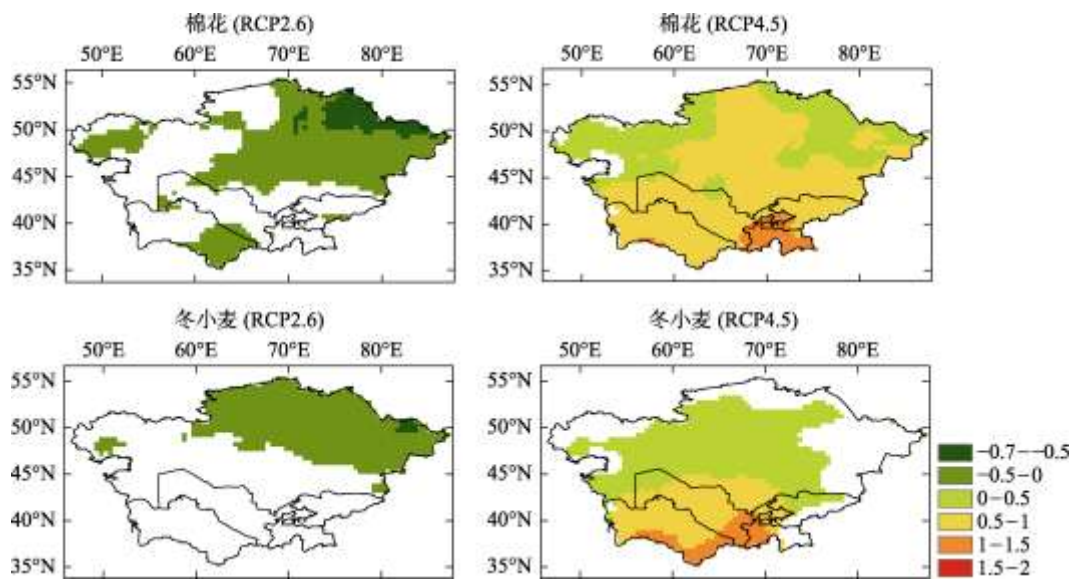 棉花 (RCP2.6)
50°E 60°E 70°E 80°E
55°N
50°N
45°N
40°N
35°N
棉花 (RCP4.5)
50°E 60°E 70°E 80°E
55°N
50°N
45°N
40°N
35°N
冬小麦 (RCP2.6)
50°E 60°E 70°E 80°E
55°N
50°N
45°N
40°N
35°N
冬小麦 (RCP4.5)
50°E 60°E 70°E 80°E
55°N
50°N
45°N
40°N
35°N
−0.7−−0.5
−0.5−0
0−0.5
0.5−1
1−1.5
1.5−2